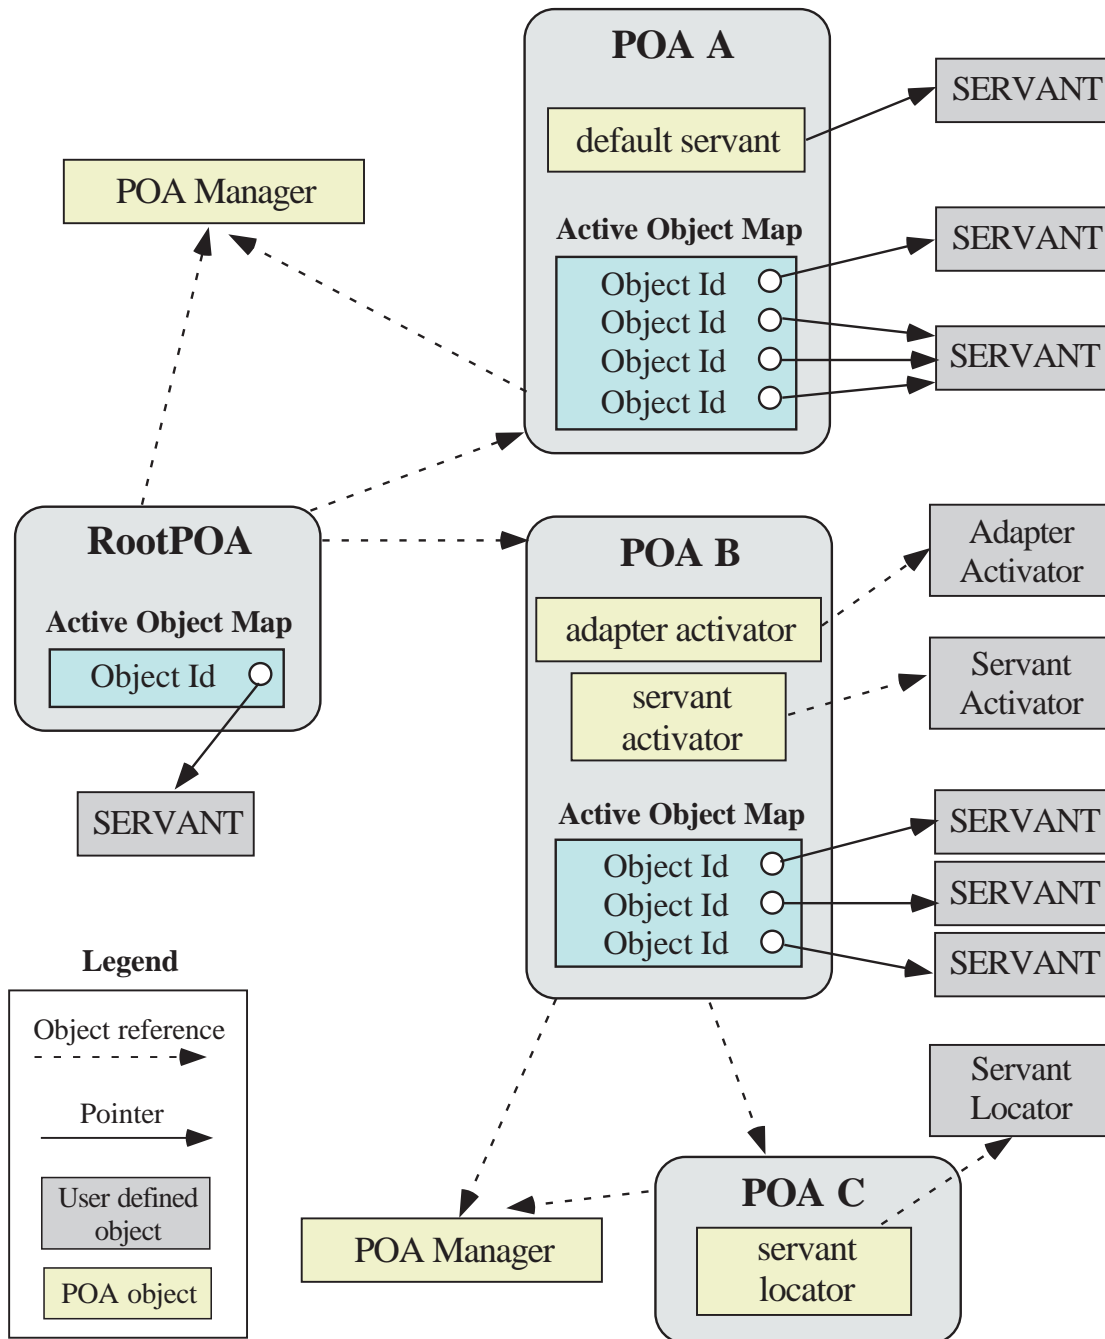 POA A
default servant
SERVANT
POA Manager
Active Object Map
SERVANT
Object Id
Object Id
Object Id
Object Id
SERVANT
RootPOA
Active Object Map
Object Id
SERVANT
POA B
adapter activator
Adapter
Activator
servant
activator
Servant
Activator
Active Object Map
SERVANT
Object Id
Object Id
Object Id
SERVANT
SERVANT
Legend
Object reference
Pointer
User defined
object
POA object
Servant
Locator
POA Manager
POA C
servant
locator